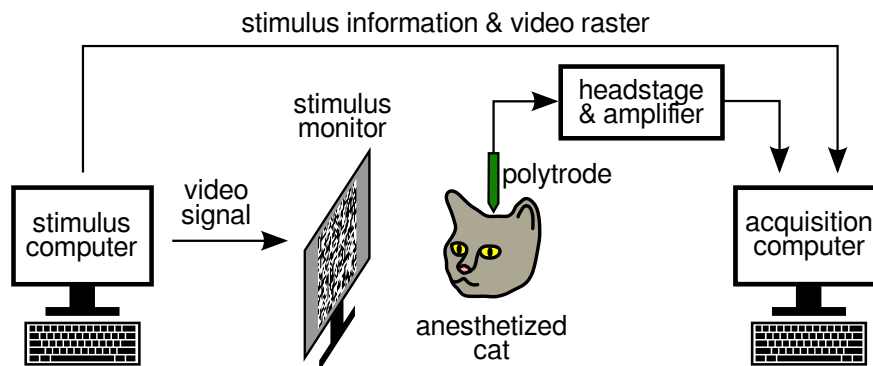 stimulus information & video raster
stimulus
monitor
headstage
& amplifier
polytrode
video
signal
stimulus
computer
acquisition
computer
anesthetized
cat